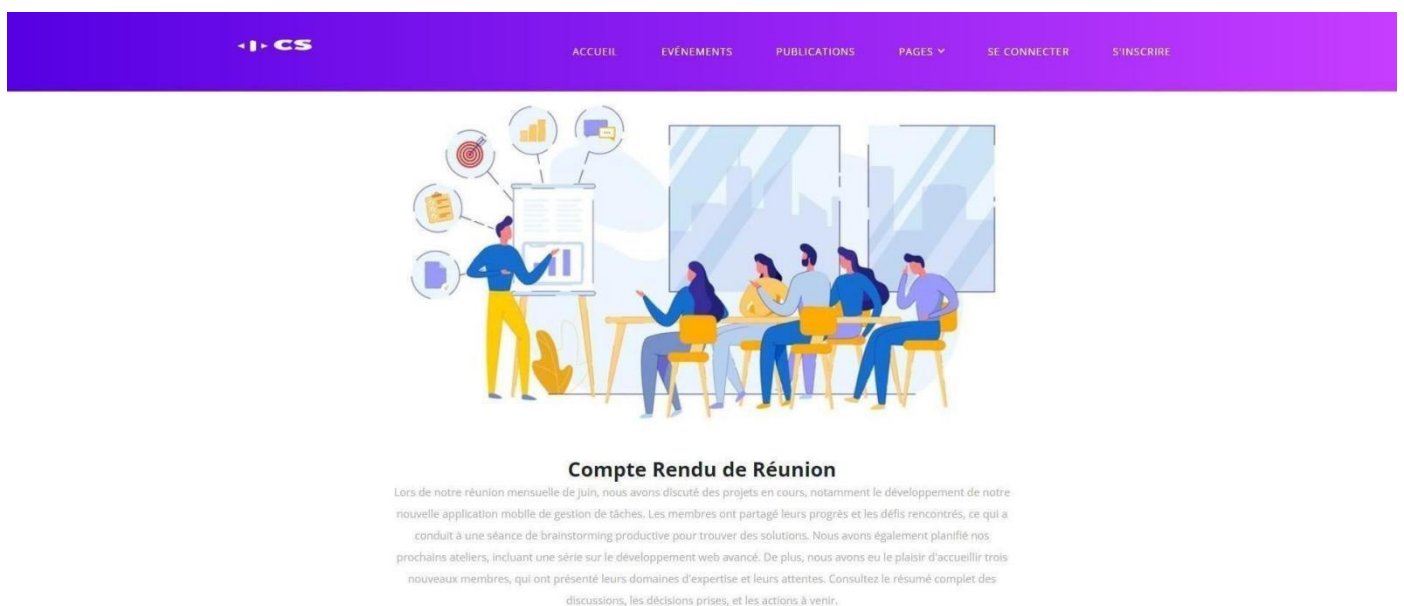 CS
ACCUEIL EVÉNEMENTS PUBLICATIONS PAGES SE CONNECTER S'INSCRIRE
Compte Rendu de Réunion
Lors de notre réunion mensuelle de juin, nous avons discuté des projets en cours, notamment le développement de notre
nouvelle application mobile de gestion de tâches. Les membres ont partagé leurs progrès et les défis rencontrés, ce qui a
conduit à une séance de brainstorming productive pour trouver des solutions. Nous avons également planifié nos
prochains ateliers, incluant une série sur le développement web avancé. De plus, nous avons eu le plaisir d'accueillir trois
nouveaux membres, qui ont présenté leurs domaines d'expertise et leurs attentes. Consultez le résumé complet des
discussions, les décisions prises, et les actions à venir.